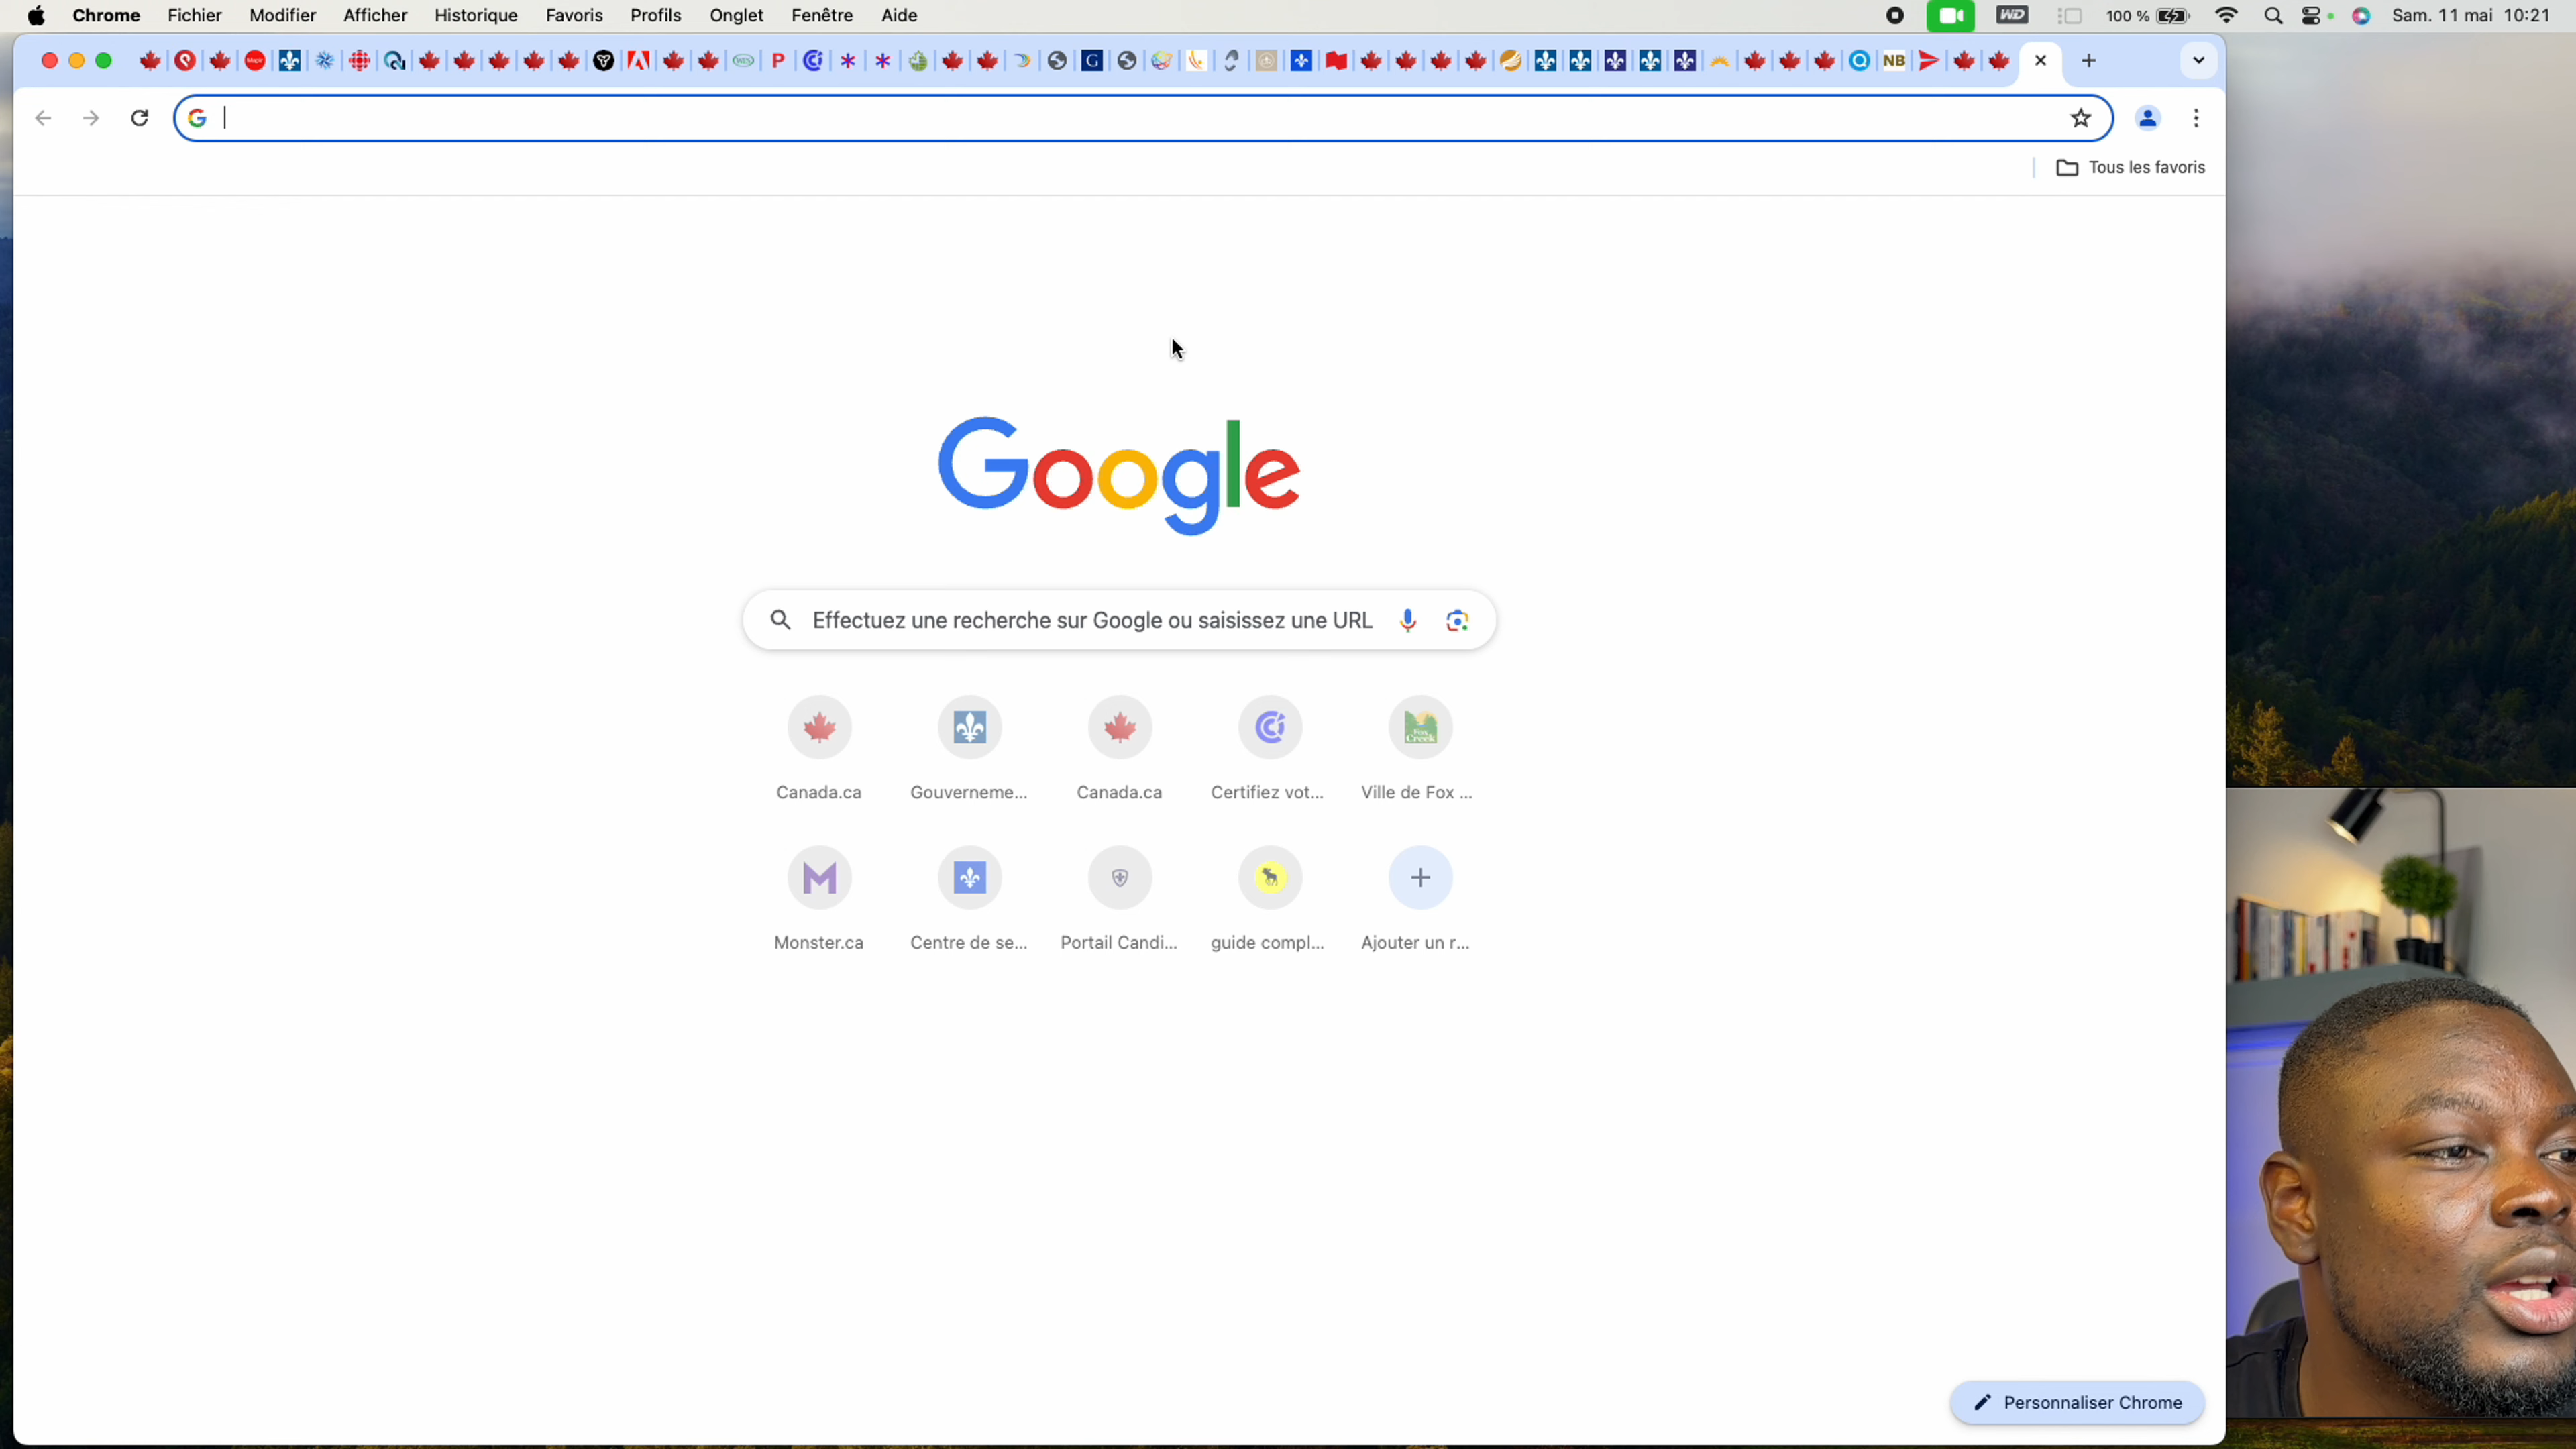 Chrome Fichier Modifier Afficher Historique Favoris Profils Onglet Fenêtre Aide WD 100 % Sam. 11 mai 10:21
NB
Tous les favoris
Google
Effectuez une recherche sur Google ou saisissez une URL
Canada.ca Gouverneme... Canada.ca Certifiez vot... Ville de Fox ...
Monster.ca Centre de se... Portail Candi... guide compl... Ajouter un r...
Personnaliser Chrome